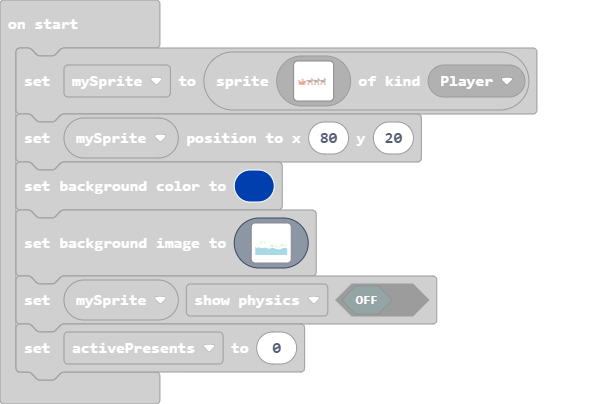 on start
set mySprite to sprite of kind Player
set mySprite position to x 80 y 20
set background color to
set background image to
set mySprite show physics OFF
set activePresents to 0